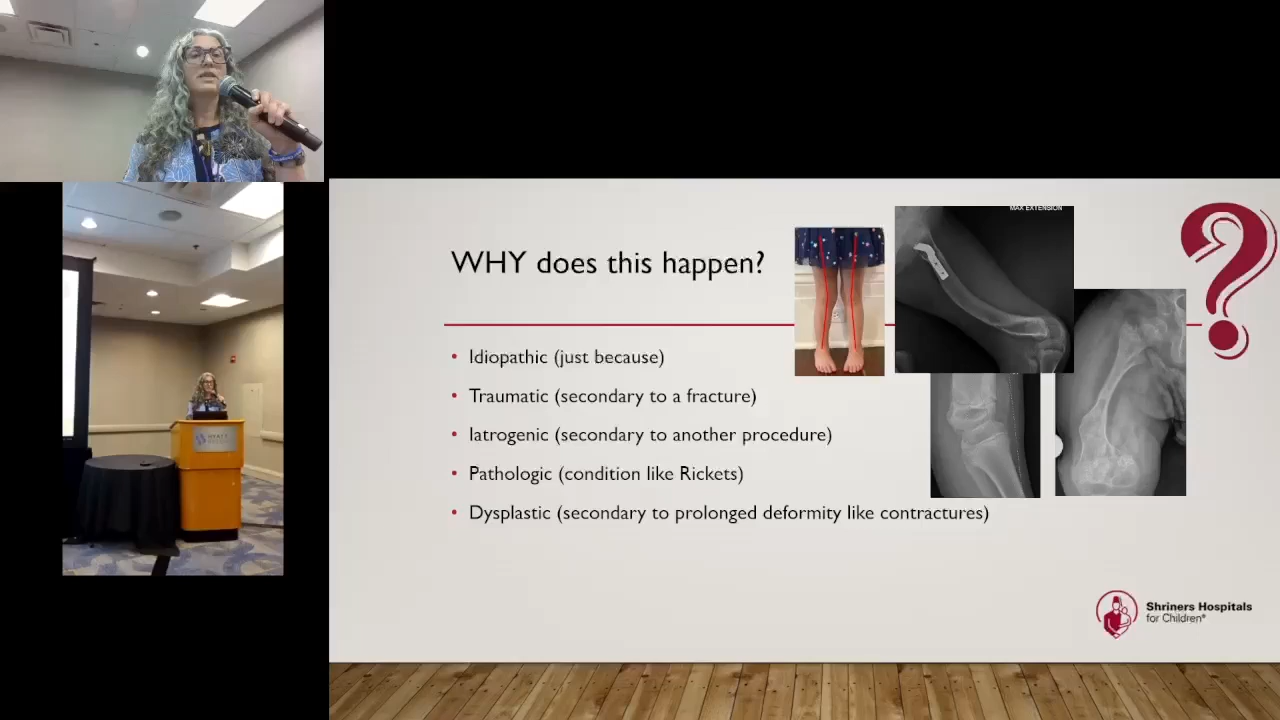 MAX EXTENSION
WHY does this happen?
?
• Idiopathic (just because)
• Traumatic (secondary to a fracture)
• Iatrogenic (secondary to another procedure)
• Pathologic (condition like Rickets)
• Dysplastic (secondary to prolonged deformity like contractures)
HYATT
Shriners Hospitals
for Children®